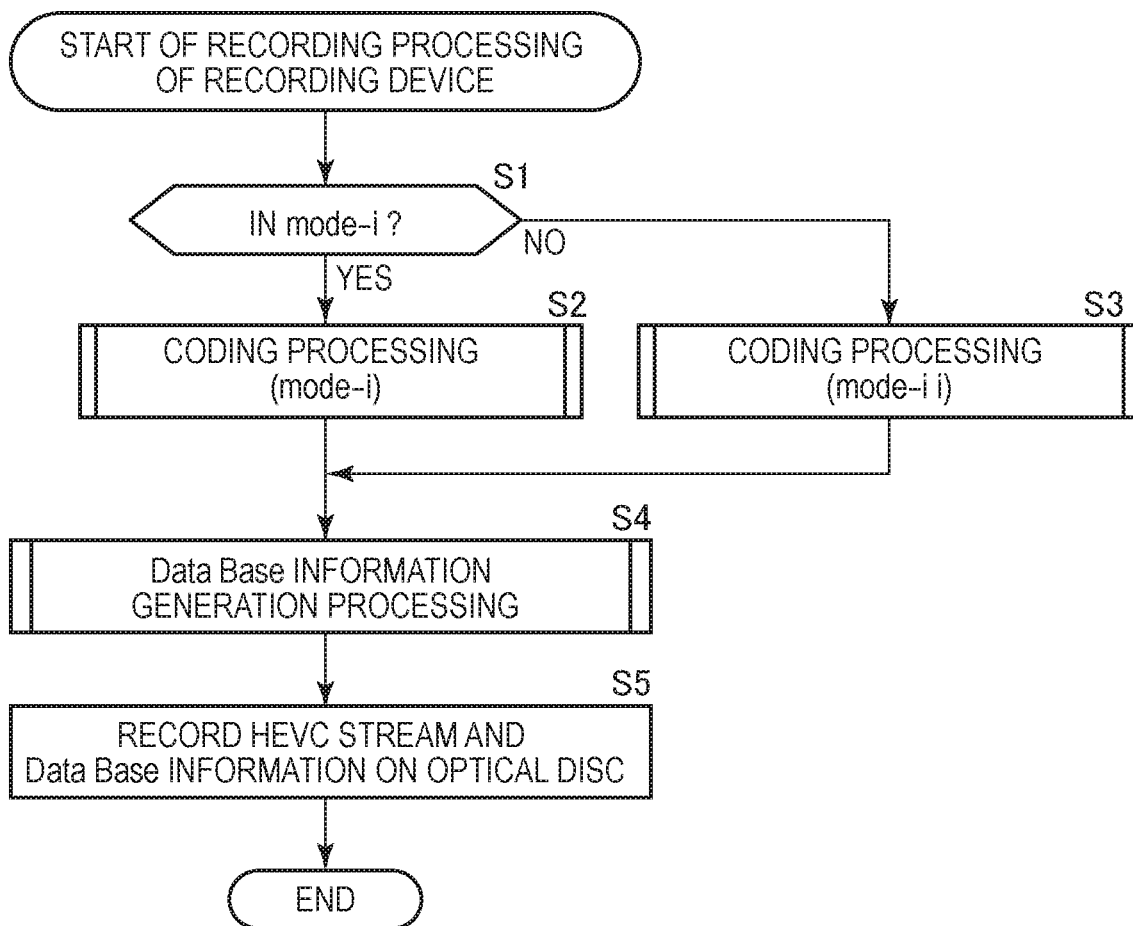 START OF RECORDING PROCESSING
OF RECORDING DEVICE
S1
IN mode-i ?
NO
YES
S2
CODING PROCESSING
(mode-i)
S3
CODING PROCESSING
(mode-i i)
S4
Data Base INFORMATION
GENERATION PROCESSING
S5
RECORD HEVC STREAM AND
Data Base INFORMATION ON OPTICAL DISC
END